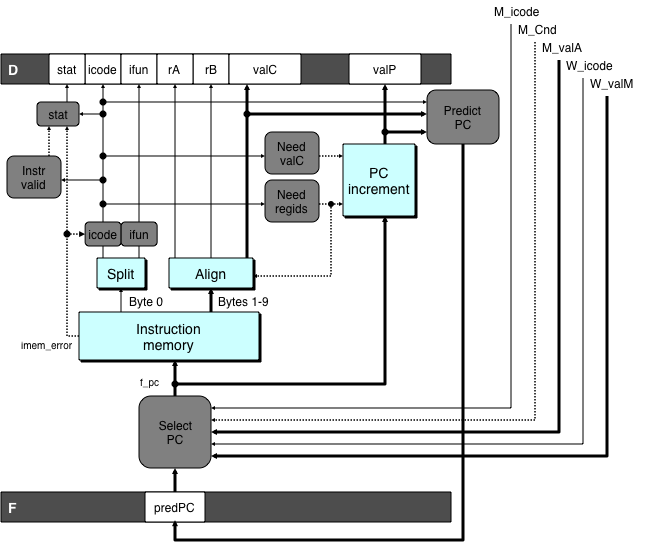 M_icode
M_Cnd
M_valA
W_icode
W_valM
D stat icode ifun rA rB valC valP
stat
Predict
PC
Instr
valid
Need
valC
Need
regids
PC
increment
icode ifun
Split
Align
Byte 0
Bytes 1-9
Instruction
memory
imem_error
f_pc
Select
PC
F predPC